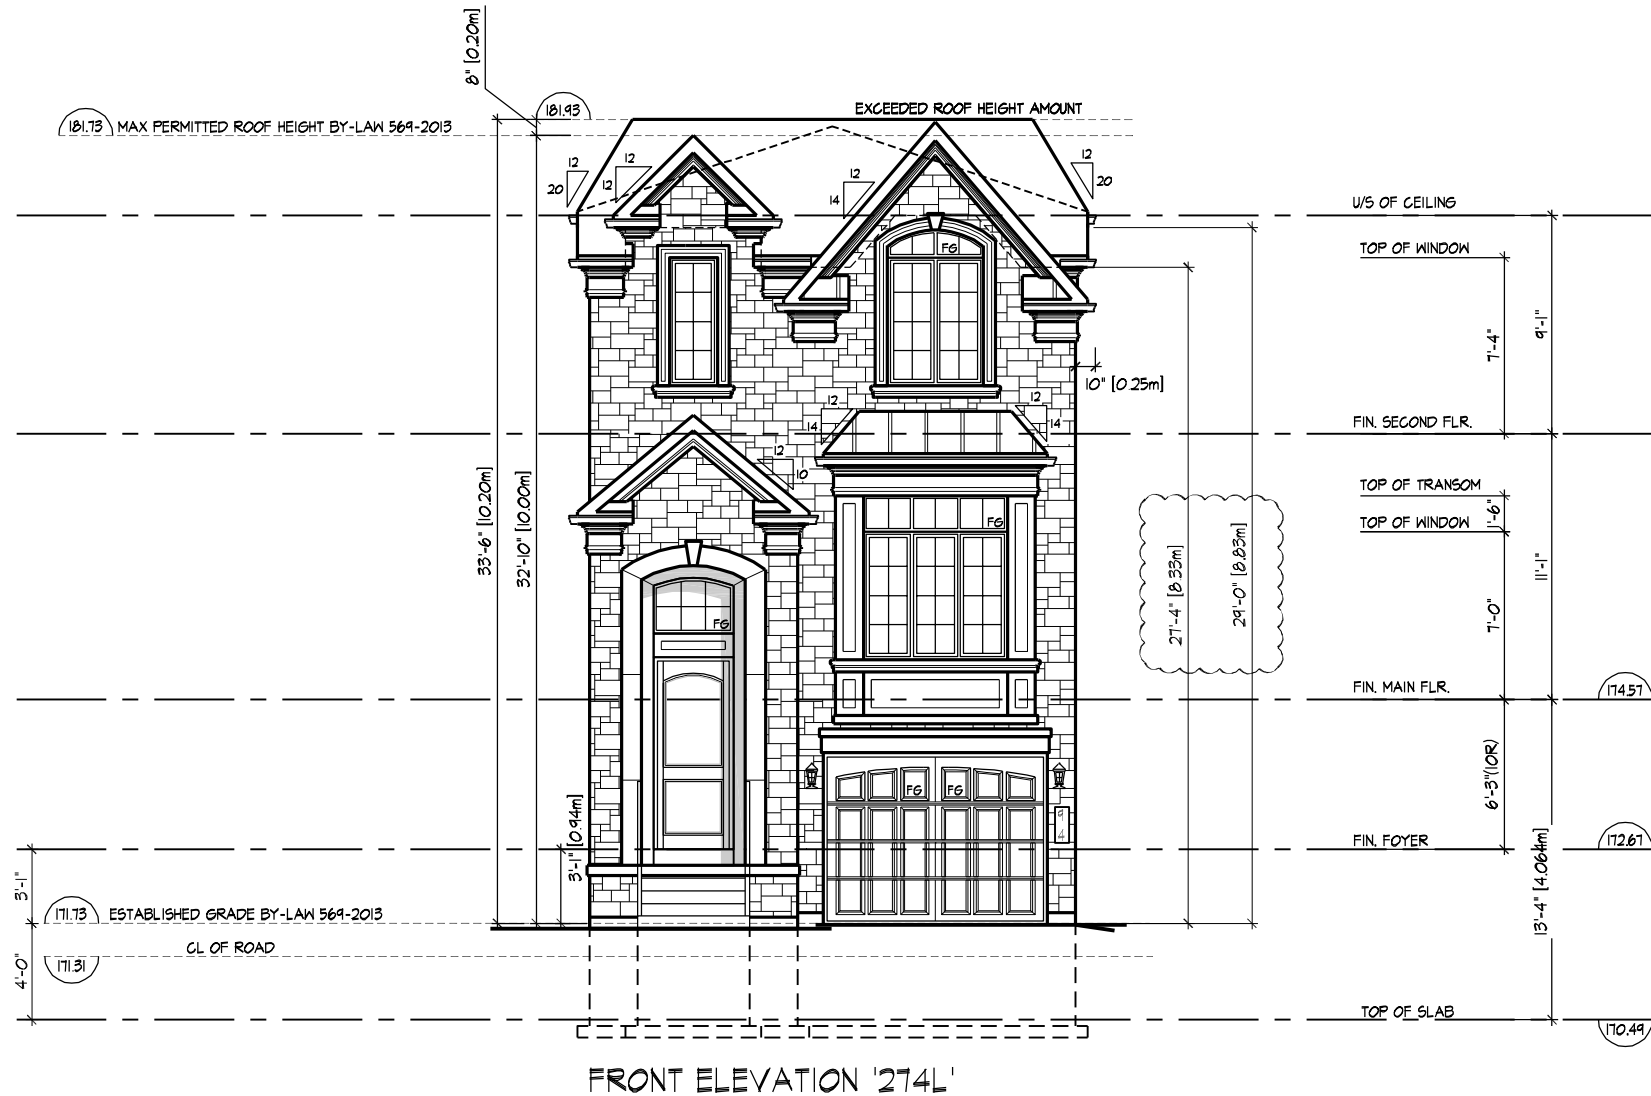 8" [0.20m]
181.93
EXCEEDED ROOF HEIGHT AMOUNT
181.73 MAX PERMITTED ROOF HEIGHT BY-LAW 569-2013
12
20
12
12
12
14
12
20
U/S OF CEILING
TOP OF WINDOW
FG
7'-4"
9'-1"
10" [0.25m]
12
14
12
14
FIN. SECOND FLR.
12
10
33'-6" [10.20m]
32'-10" [10.00m]
TOP OF TRANSOM
1'-6"
TOP OF WINDOW
FG
27'-4" [8.33m]
29'-0" [8.83m]
11'-1"
7'-0"
FG
FIN. MAIN FLR.
174.57
6'-3"(10R)
FG
FG
9
4
3'-1" [0.94m]
FIN. FOYER
172.67
13'-4" [4.064m]
3'-1"
171.73 ESTABLISHED GRADE BY-LAW 569-2013
CL OF ROAD
171.31
4'-0"
TOP OF SLAB
170.49
FRONT ELEVATION '274L'